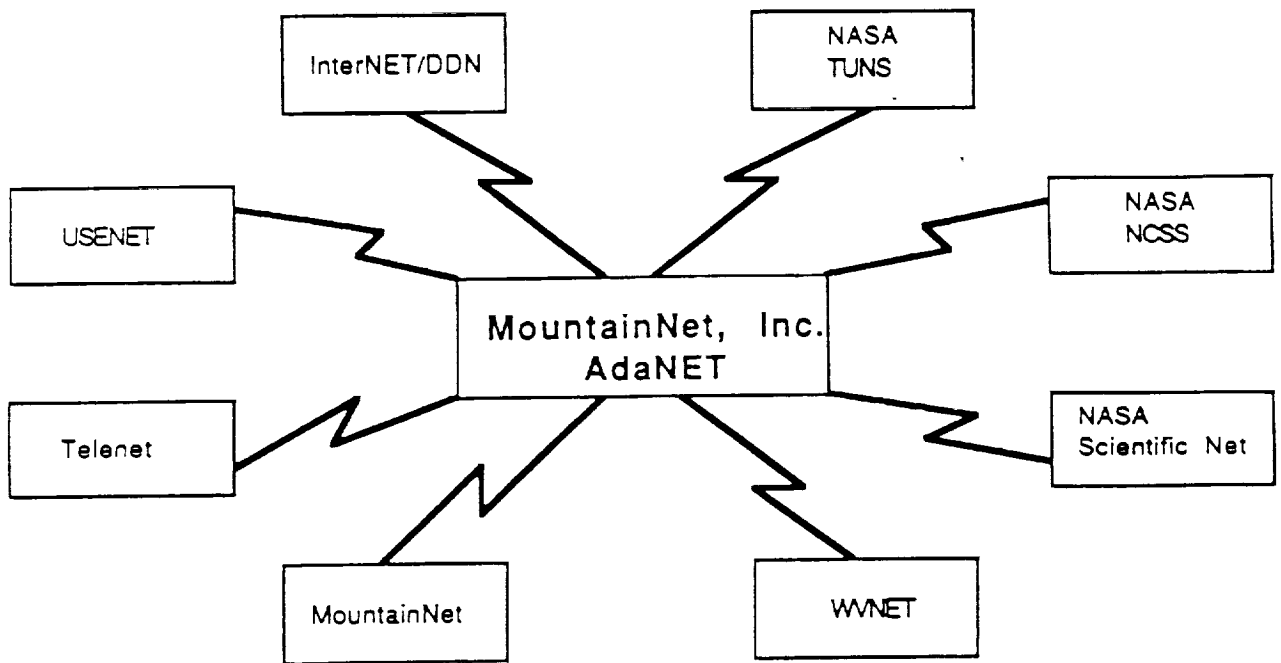 InterNET/DDN
NASA
TUNS
USENET
NASA
NCSS
MountainNet, Inc.
AdaNET
Telenet
NASA
Scientific Net
MountainNet
WVNET